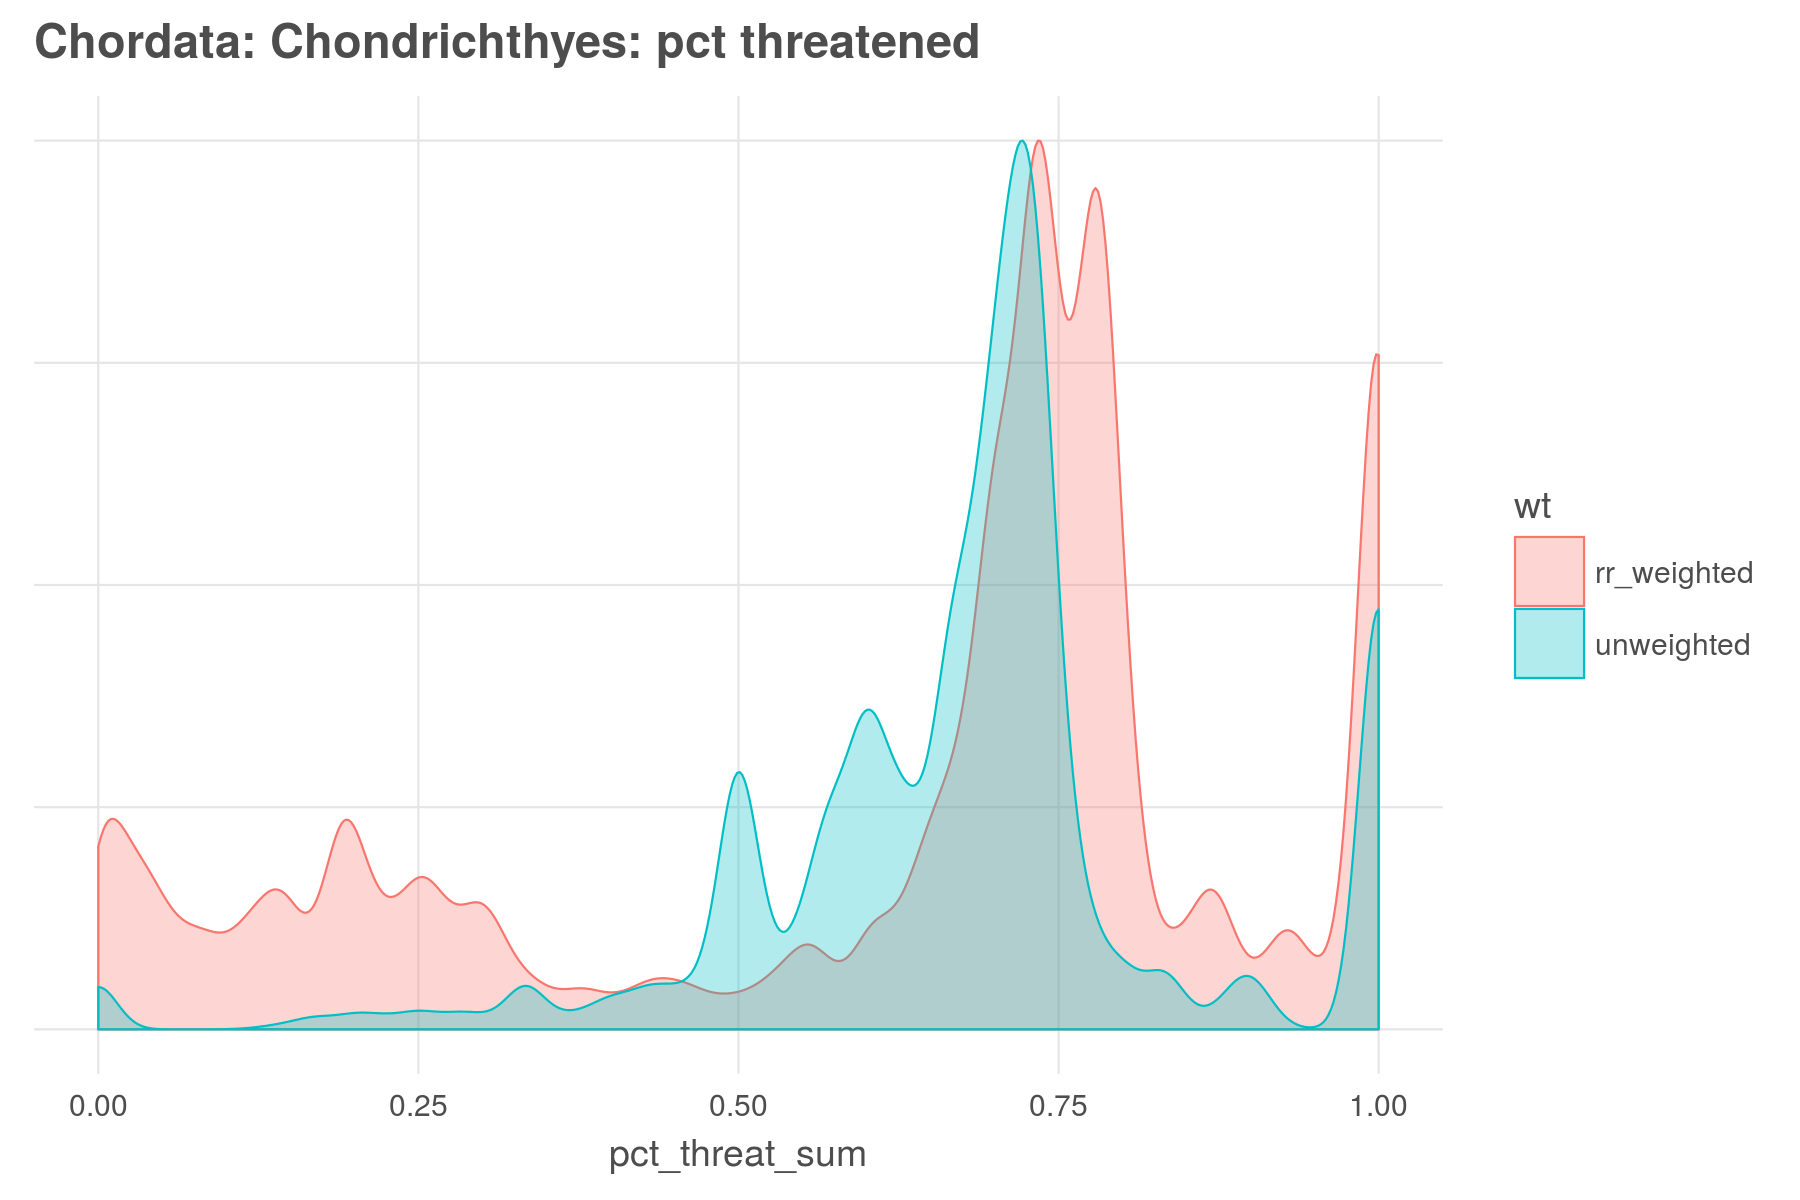 Chordata: Chondrichthyes: pct threatened
wt
rr_weighted
unweighted
0.00 0.25 0.50 0.75 1.00
pct_threat_sum